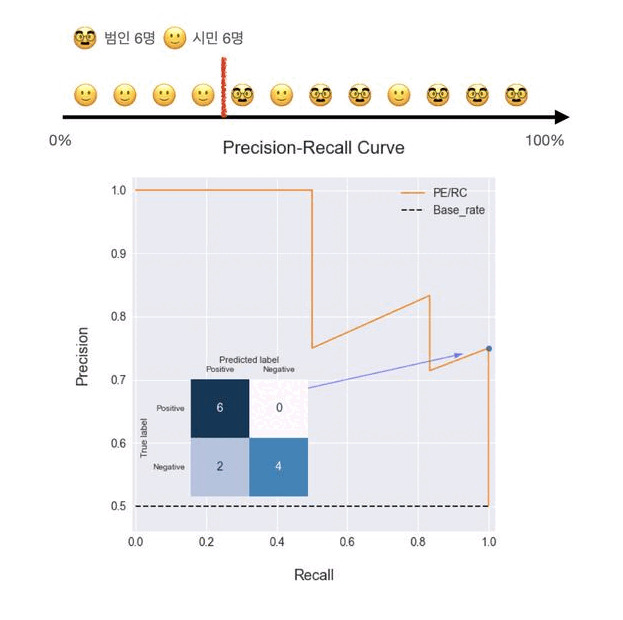 범인 6명 시민 6명
0% 100%
Precision-Recall Curve
PE/RC
Base_rate
1.0
0.9
0.8
0.7
0.6
0.5
Precision
Predicted label
Positive Negative
True label
Positive 6 0
Negative 2 4
0.0 0.2 0.4 0.6 0.8 1.0
Recall